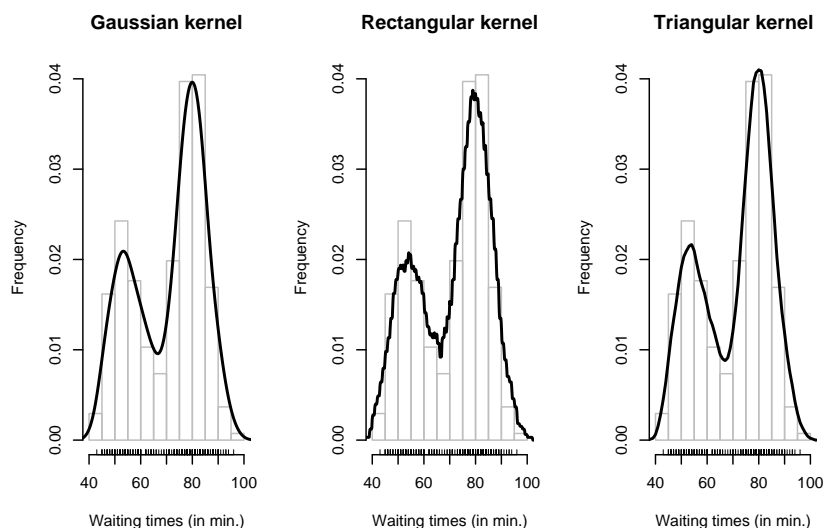 Gaussian kernel
Frequency
0.00 0.01 0.02 0.03 0.04
40 60 80 100
Waiting times (in min.)
Rectangular kernel
Frequency
0.00 0.01 0.02 0.03 0.04
40 60 80 100
Waiting times (in min.)
Triangular kernel
Frequency
0.00 0.01 0.02 0.03 0.04
40 60 80 100
Waiting times (in min.)